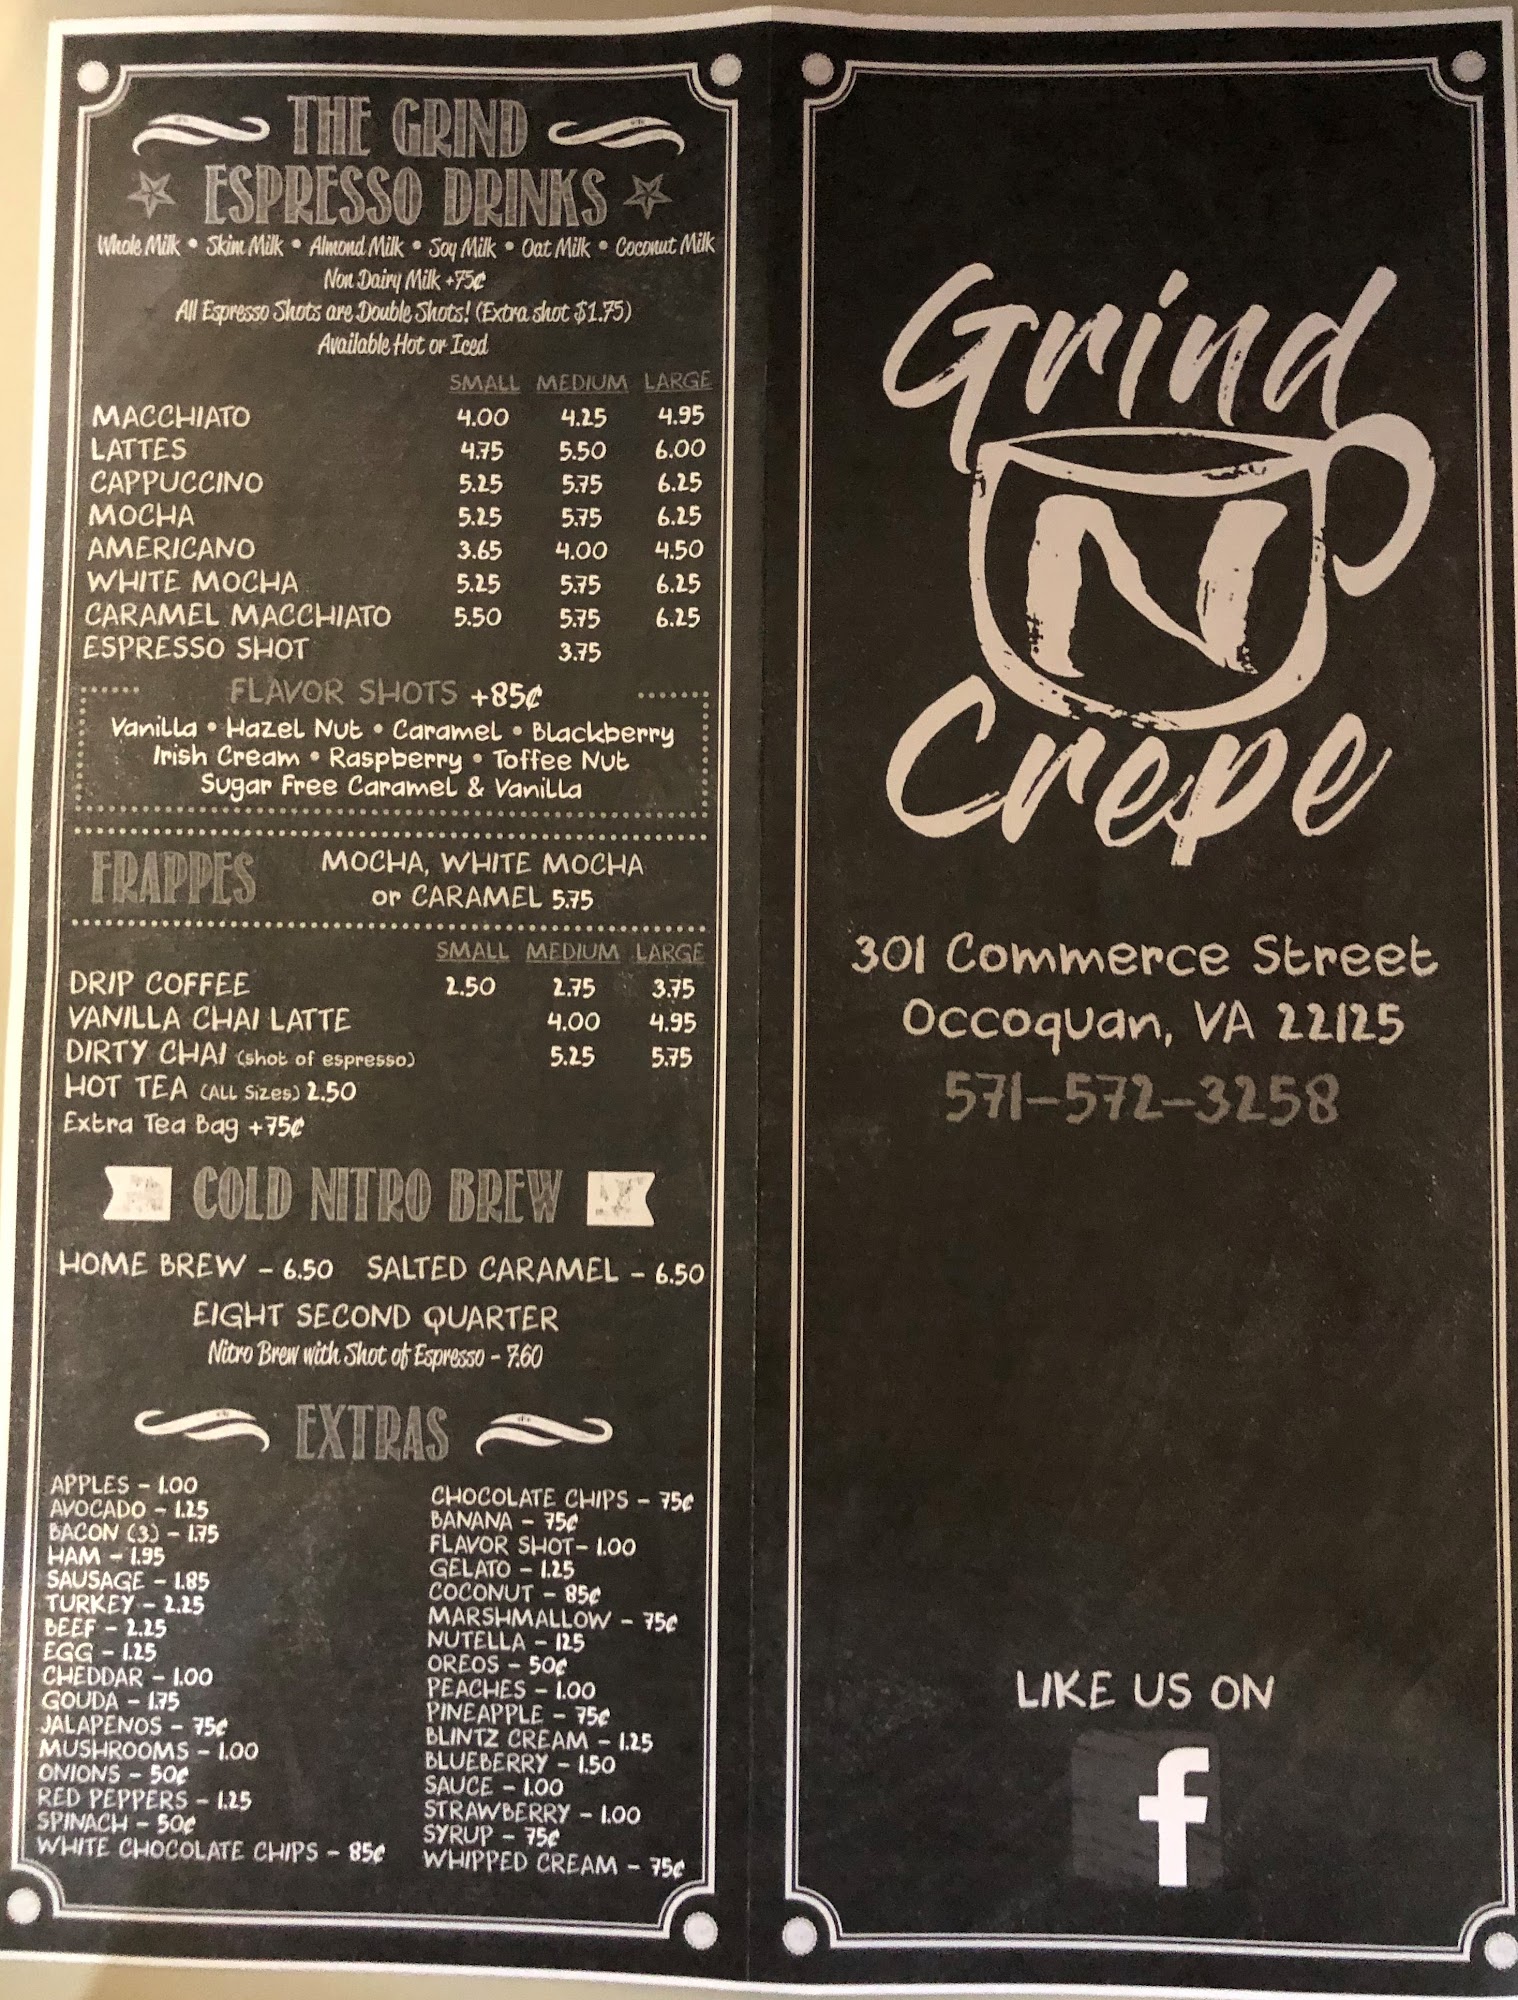 THE GRIND
ESPRESSO DRINKS
Whole Milk • Skim Milk • Almond Milk • Soy Milk • Oat Milk • Coconut Milk
Non Dairy Milk +75¢
All Espresso Shots are Double Shots! (Extra shot $1.75)
Available Hot or Iced
SMALL MEDIUM LARGE
MACCHIATO 4.00 4.25 4.95
LATTES 4.75 5.50 6.00
CAPPUCCINO 5.25 5.75 6.25
MOCHA 5.25 5.75 6.25
AMERICANO 3.65 4.00 4.50
WHITE MOCHA 5.25 5.75 6.25
CARAMEL MACCHIATO 5.50 5.75 6.25
ESPRESSO SHOT 3.75
FLAVOR SHOTS +85¢
Vanilla • Hazel Nut • Caramel • Blackberry
Irish Cream • Raspberry • Toffee Nut
Sugar Free Caramel & Vanilla
FRAPPES
MOCHA, WHITE MOCHA
or CARAMEL 5.75
SMALL MEDIUM LARGE
DRIP COFFEE 2.50 2.75 3.75
VANILLA CHAI LATTE 4.00 4.95
DIRTY CHAI (shot of espresso) 5.25 5.75
HOT TEA (ALL Sizes) 2.50
Extra Tea Bag +75¢
COLD NITRO BREW
HOME BREW - 6.50 SALTED CARAMEL - 6.50
EIGHT SECOND QUARTER
Nitro Brew with Shot of Espresso - 7.60
EXTRAS
APPLES - 1.00
AVOCADO - 1.25
BACON (3) - 1.75
HAM - 1.95
SAUSAGE - 1.85
TURKEY - 2.25
BEEF - 2.25
EGG - 1.25
CHEDDAR - 1.00
GOUDA - 1.75
JALAPENOS - 75¢
MUSHROOMS - 1.00
ONIONS - 50¢
RED PEPPERS - 1.25
SPINACH - 50¢
WHITE CHOCOLATE CHIPS - 85¢
CHOCOLATE CHIPS - 75¢
BANANA - 75¢
FLAVOR SHOT- 1.00
GELATO - 1.25
COCONUT - 85¢
MARSHMALLOW - 75¢
NUTELLA - 125
OREOS - 50¢
PEACHES - 1.00
PINEAPPLE - 75¢
BLINTZ CREAM - 1.25
BLUEBERRY - 1.50
SAUCE - 1.00
STRAWBERRY - 1.00
SYRUP - 75¢
WHIPPED CREAM - 75¢
Grind
N
Crepe
301 Commerce Street
Occoquan, VA 22125
571-572-3258
LIKE US ON
f